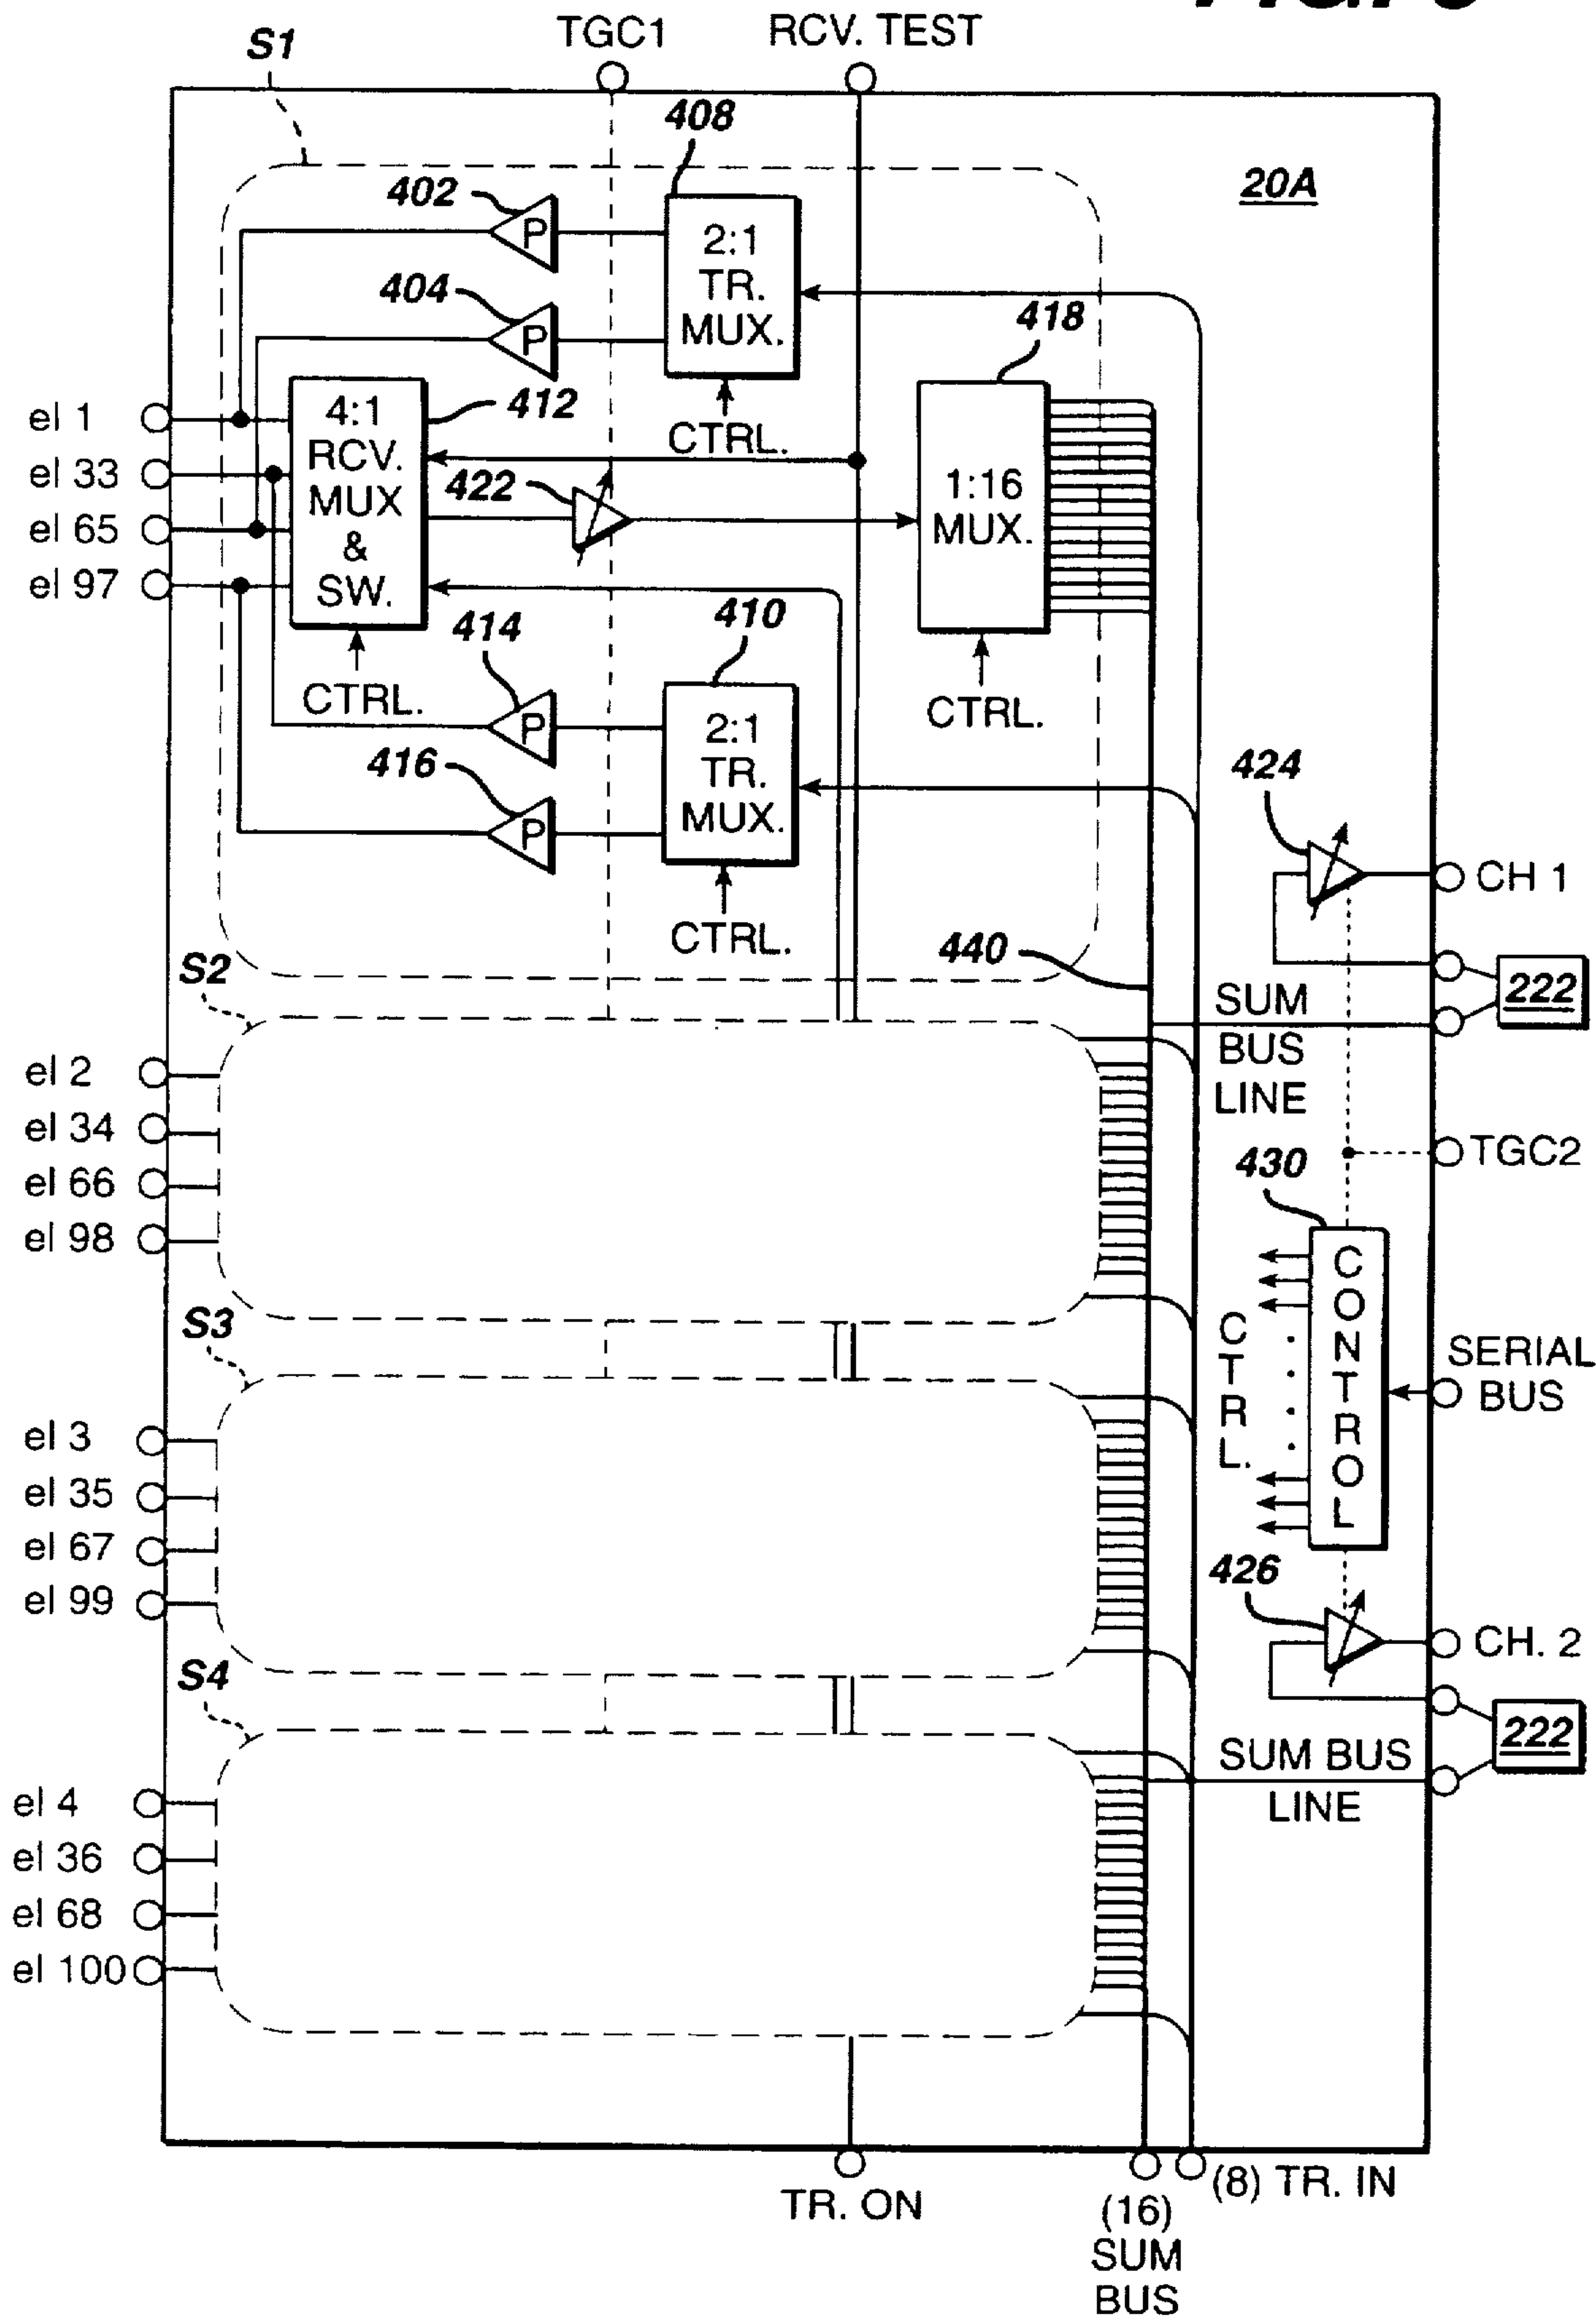 S1
TGC1
RCV. TEST
408
402
20A
P
2:1
TR.
MUX.
404
P
418
412
4:1
RCV.
MUX
&
SW.
CTRL.
el 1
el 33
el 65
el 97
422
1:16
MUX.
414
410
CTRL.
P
2:1
TR.
MUX.
CTRL.
416
P
424
CH 1
CTRL.
440
S2
222
SUM
BUS
LINE
el 2
el 34
el 66
el 98
TGC2
430
CONTROL
CTRL.
SERIAL
BUS
S3
el 3
el 35
el 67
el 99
426
CH. 2
S4
222
SUM BUS
LINE
el 4
el 36
el 68
el 100
TR. ON
(16)
SUM
BUS
(8) TR. IN